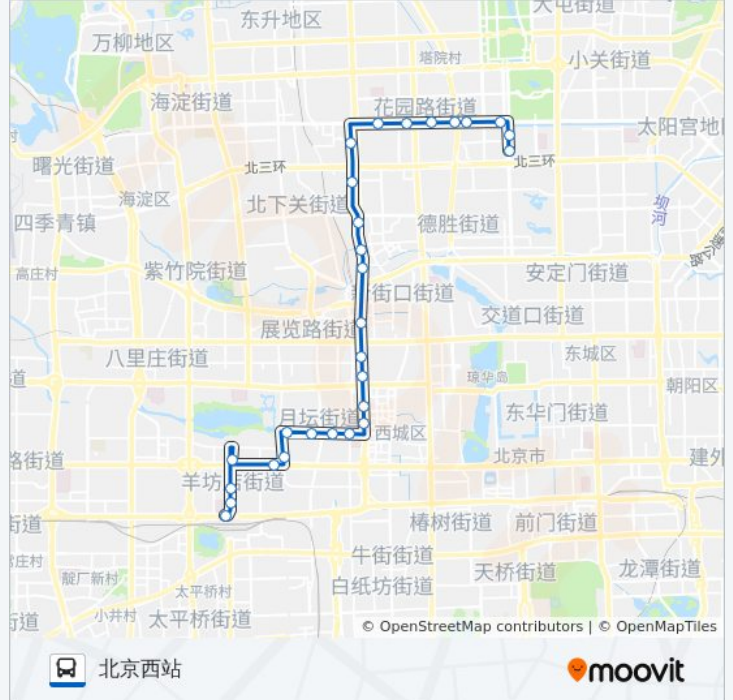 大屯街道
东升地区
万柳地区
塔院村
小关街道
海淀街道
花园路街道
太阳宫地
村
曙光街道
北三环
北三环
海淀区
北下关街道
坝河
四季青镇
德胜街道
高庄村
紫竹院街道
安定门街道
街口街道
交道口街道
展览路街道
八里庄街道
东城区
道
琼华岛
朝阳区
月坛街道
东华门街道
西城区
路街道
北京市
建外
羊坊店街道
街道
椿树街道
前门街道
庄村
牛街街道
靛厂新村
天桥街道
龙潭街道
太平桥村
白纸坊街道
小井村
太平桥街道
街道
© OpenStreetMap contributors | © OpenMapTiles
北京西站
moovit